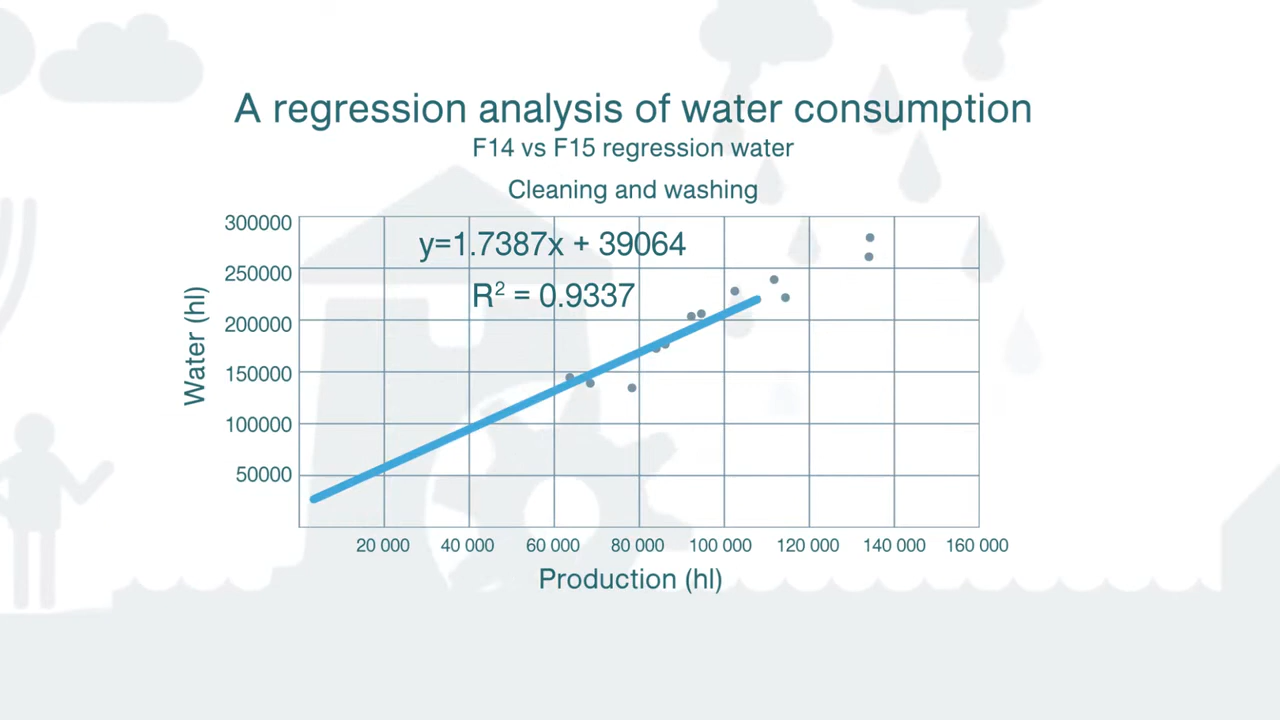 A regression analysis of water consumption
F14 vs F15 regression water
Cleaning and washing
y=1.7387x + 39064
R² = 0.9337
300000
250000
200000
150000
100000
50000
Water (hl)
20 000 40 000 60 000 80 000 100 000 120 000 140 000 160 000
Production (hl)